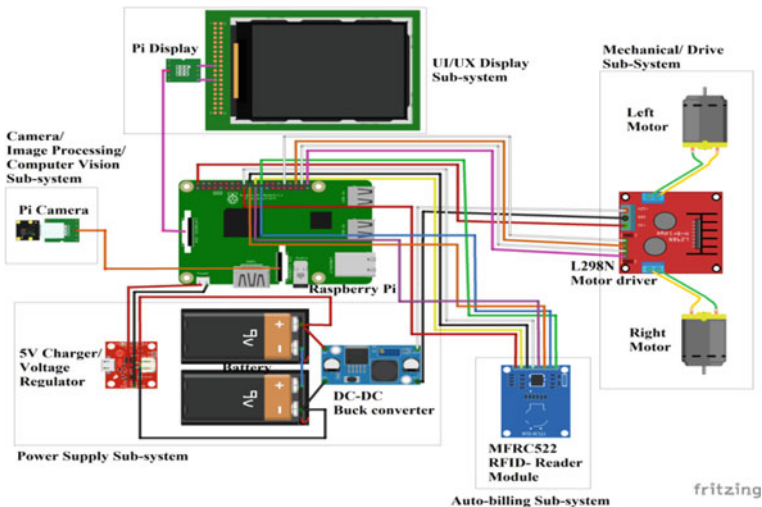 Pi Display
UI/UX Display
Sub-system
Mechanical/ Drive
Sub-System
Left
Motor
Camera/
Image Processing/
Computer Vision
Sub-system
Pi Camera
Raspberry Pi
L298N
Motor driver
Right
Motor
5V Charger/
Voltage
Regulator
9V
Battery
9V
DC-DC
Buck converter
Power Supply Sub-system
MFRC522
RFID- Reader
Module
Auto-billing Sub-system
fritzing